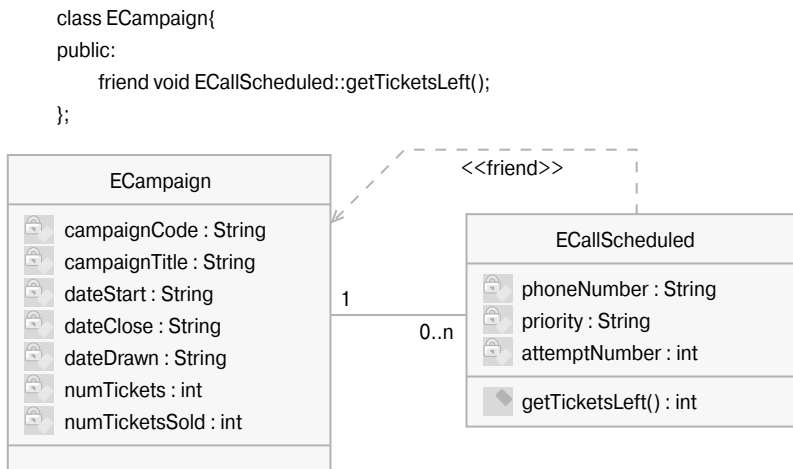 class ECampaign{
public:
friend void ECallScheduled::getTicketsLeft();
};
<<friend>>
ECampaign
campaignCode : String
campaignTitle : String
dateStart : String
dateClose : String
dateDrawn : String
numTickets : int
numTicketsSold : int
1
0..n
ECallScheduled
phoneNumber : String
priority : String
attemptNumber : int
getTicketsLeft() : int